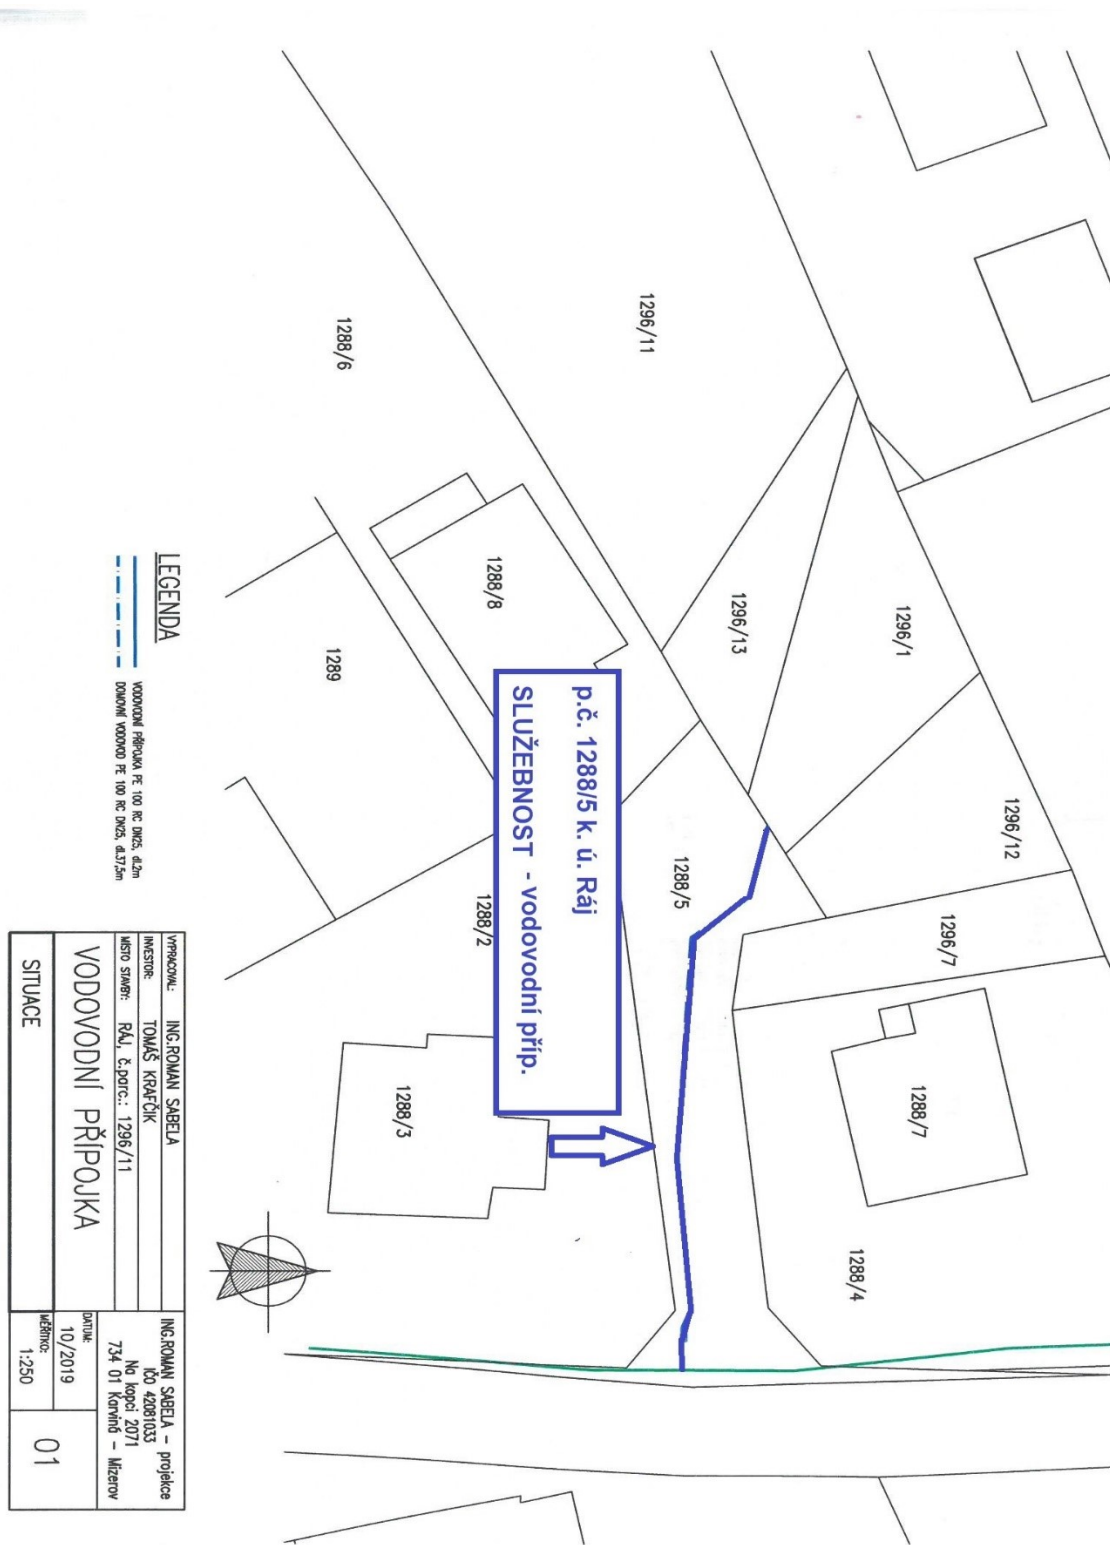 1288/6
1296/11
1288/8
1296/13
1296/1
1289
1296/12
1288/5
1288/2
1296/7
1288/3
1288/7
1288/4
p.č. 1288/5 k. ú. Ráj
SLUŽEBNOST - vodovodní příp.
LEGENDA
VODOVODNÍ PŘÍPOJKA PE 100 RC DN25, dl.2m
DOMOVNÍ VODOVOD PE 100 RC DN25, dl.37,5m
VYPRACOVAL: ING.ROMAN SABELA
INVESTOR: TOMÁŠ KRAFČÍK
MÍSTO STAVBY: RÁJ, č.parc.: 1296/11
VODOVODNÍ PŘÍPOJKA
SITUACE
ING.ROMAN SABELA – projekce
IČO 42081033
Na kopci 2071
734 01 Karviná – Mizerov
DATUM:
10/2019
MĚŘÍTKO:
1:250
01